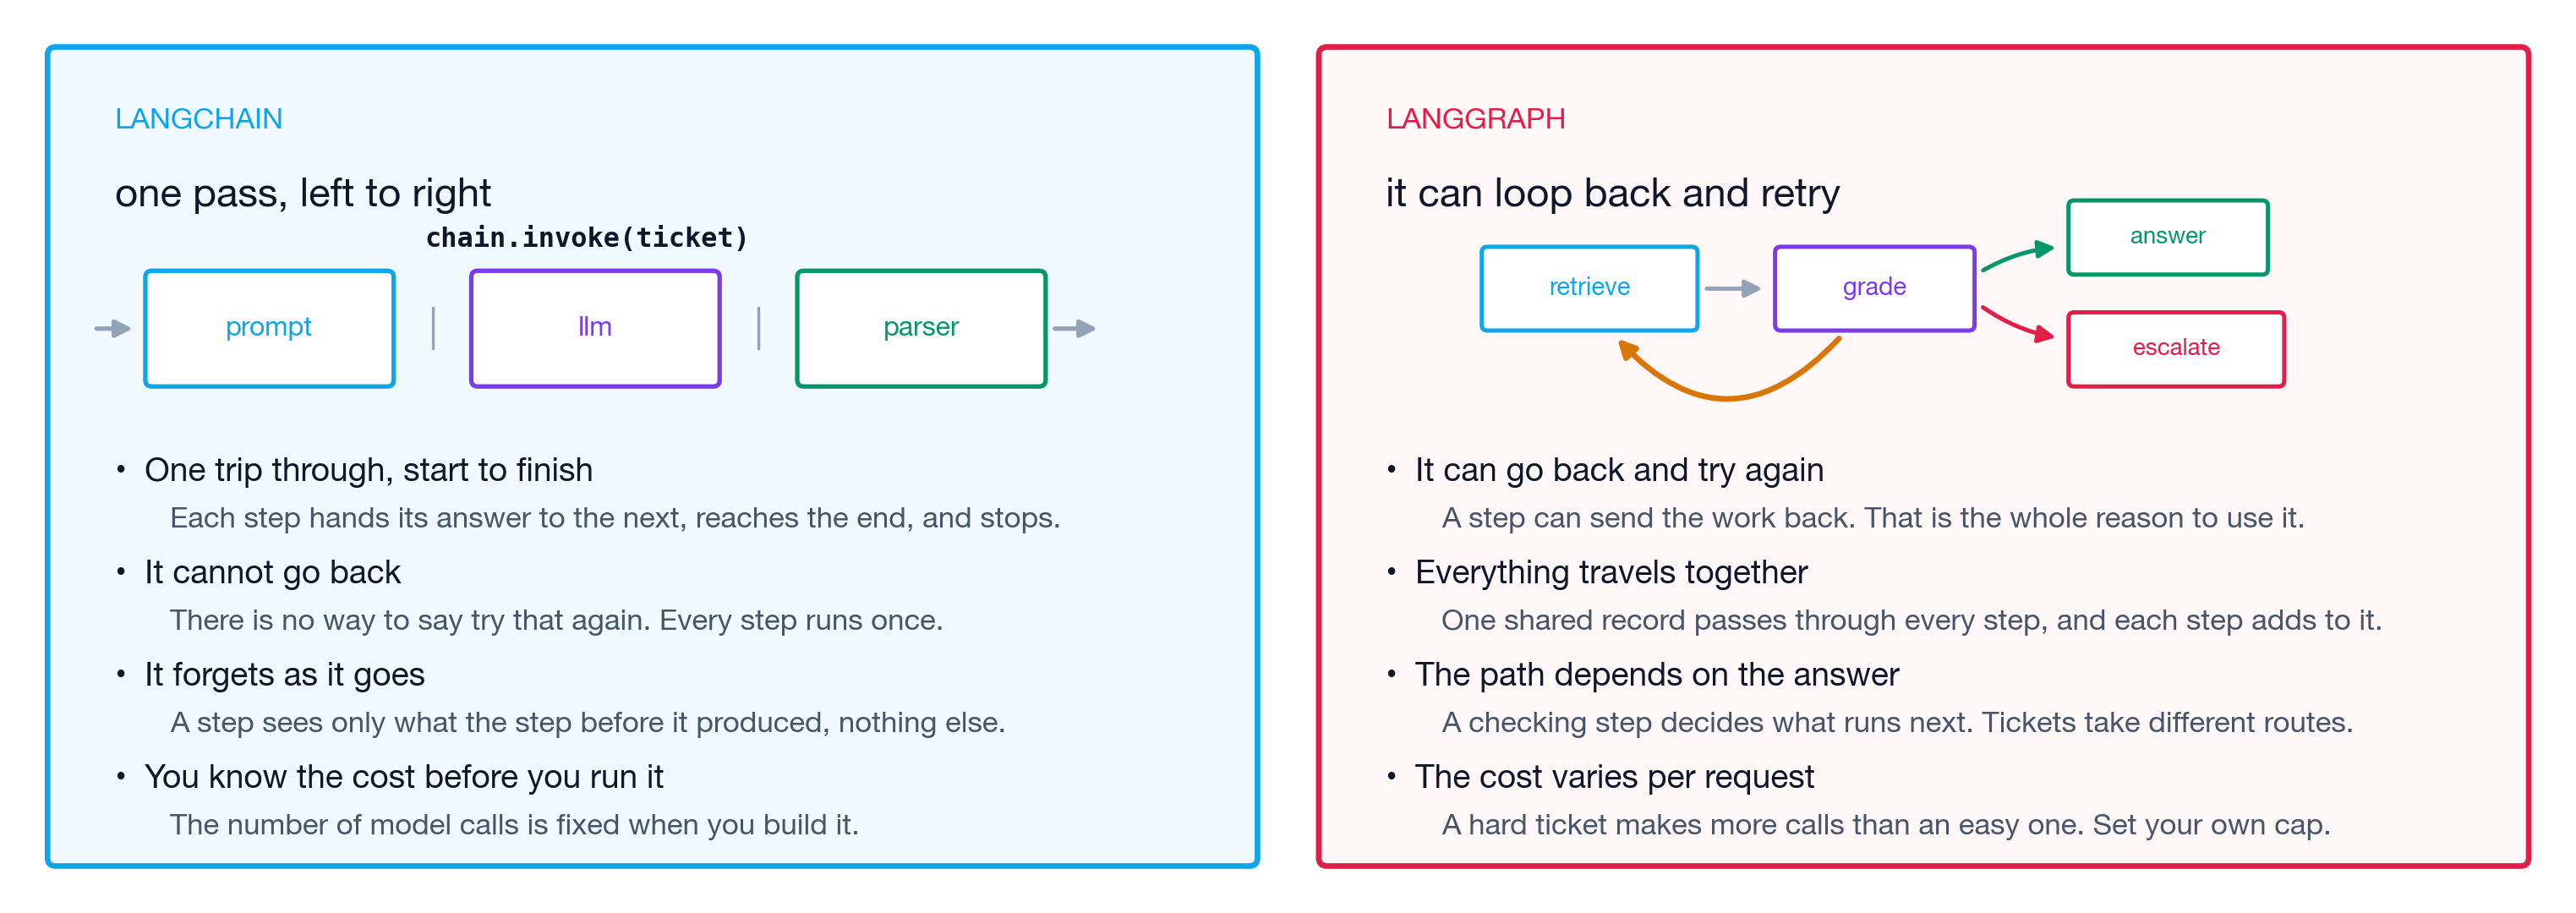 LANGCHAIN
one pass, left to right
chain.invoke(ticket)
prompt | llm | parser
• One trip through, start to finish
Each step hands its answer to the next, reaches the end, and stops.
• It cannot go back
There is no way to say try that again. Every step runs once.
• It forgets as it goes
A step sees only what the step before it produced, nothing else.
• You know the cost before you run it
The number of model calls is fixed when you build it.
LANGGRAPH
it can loop back and retry
retrieve
grade
answer
escalate
• It can go back and try again
A step can send the work back. That is the whole reason to use it.
• Everything travels together
One shared record passes through every step, and each step adds to it.
• The path depends on the answer
A checking step decides what runs next. Tickets take different routes.
• The cost varies per request
A hard ticket makes more calls than an easy one. Set your own cap.